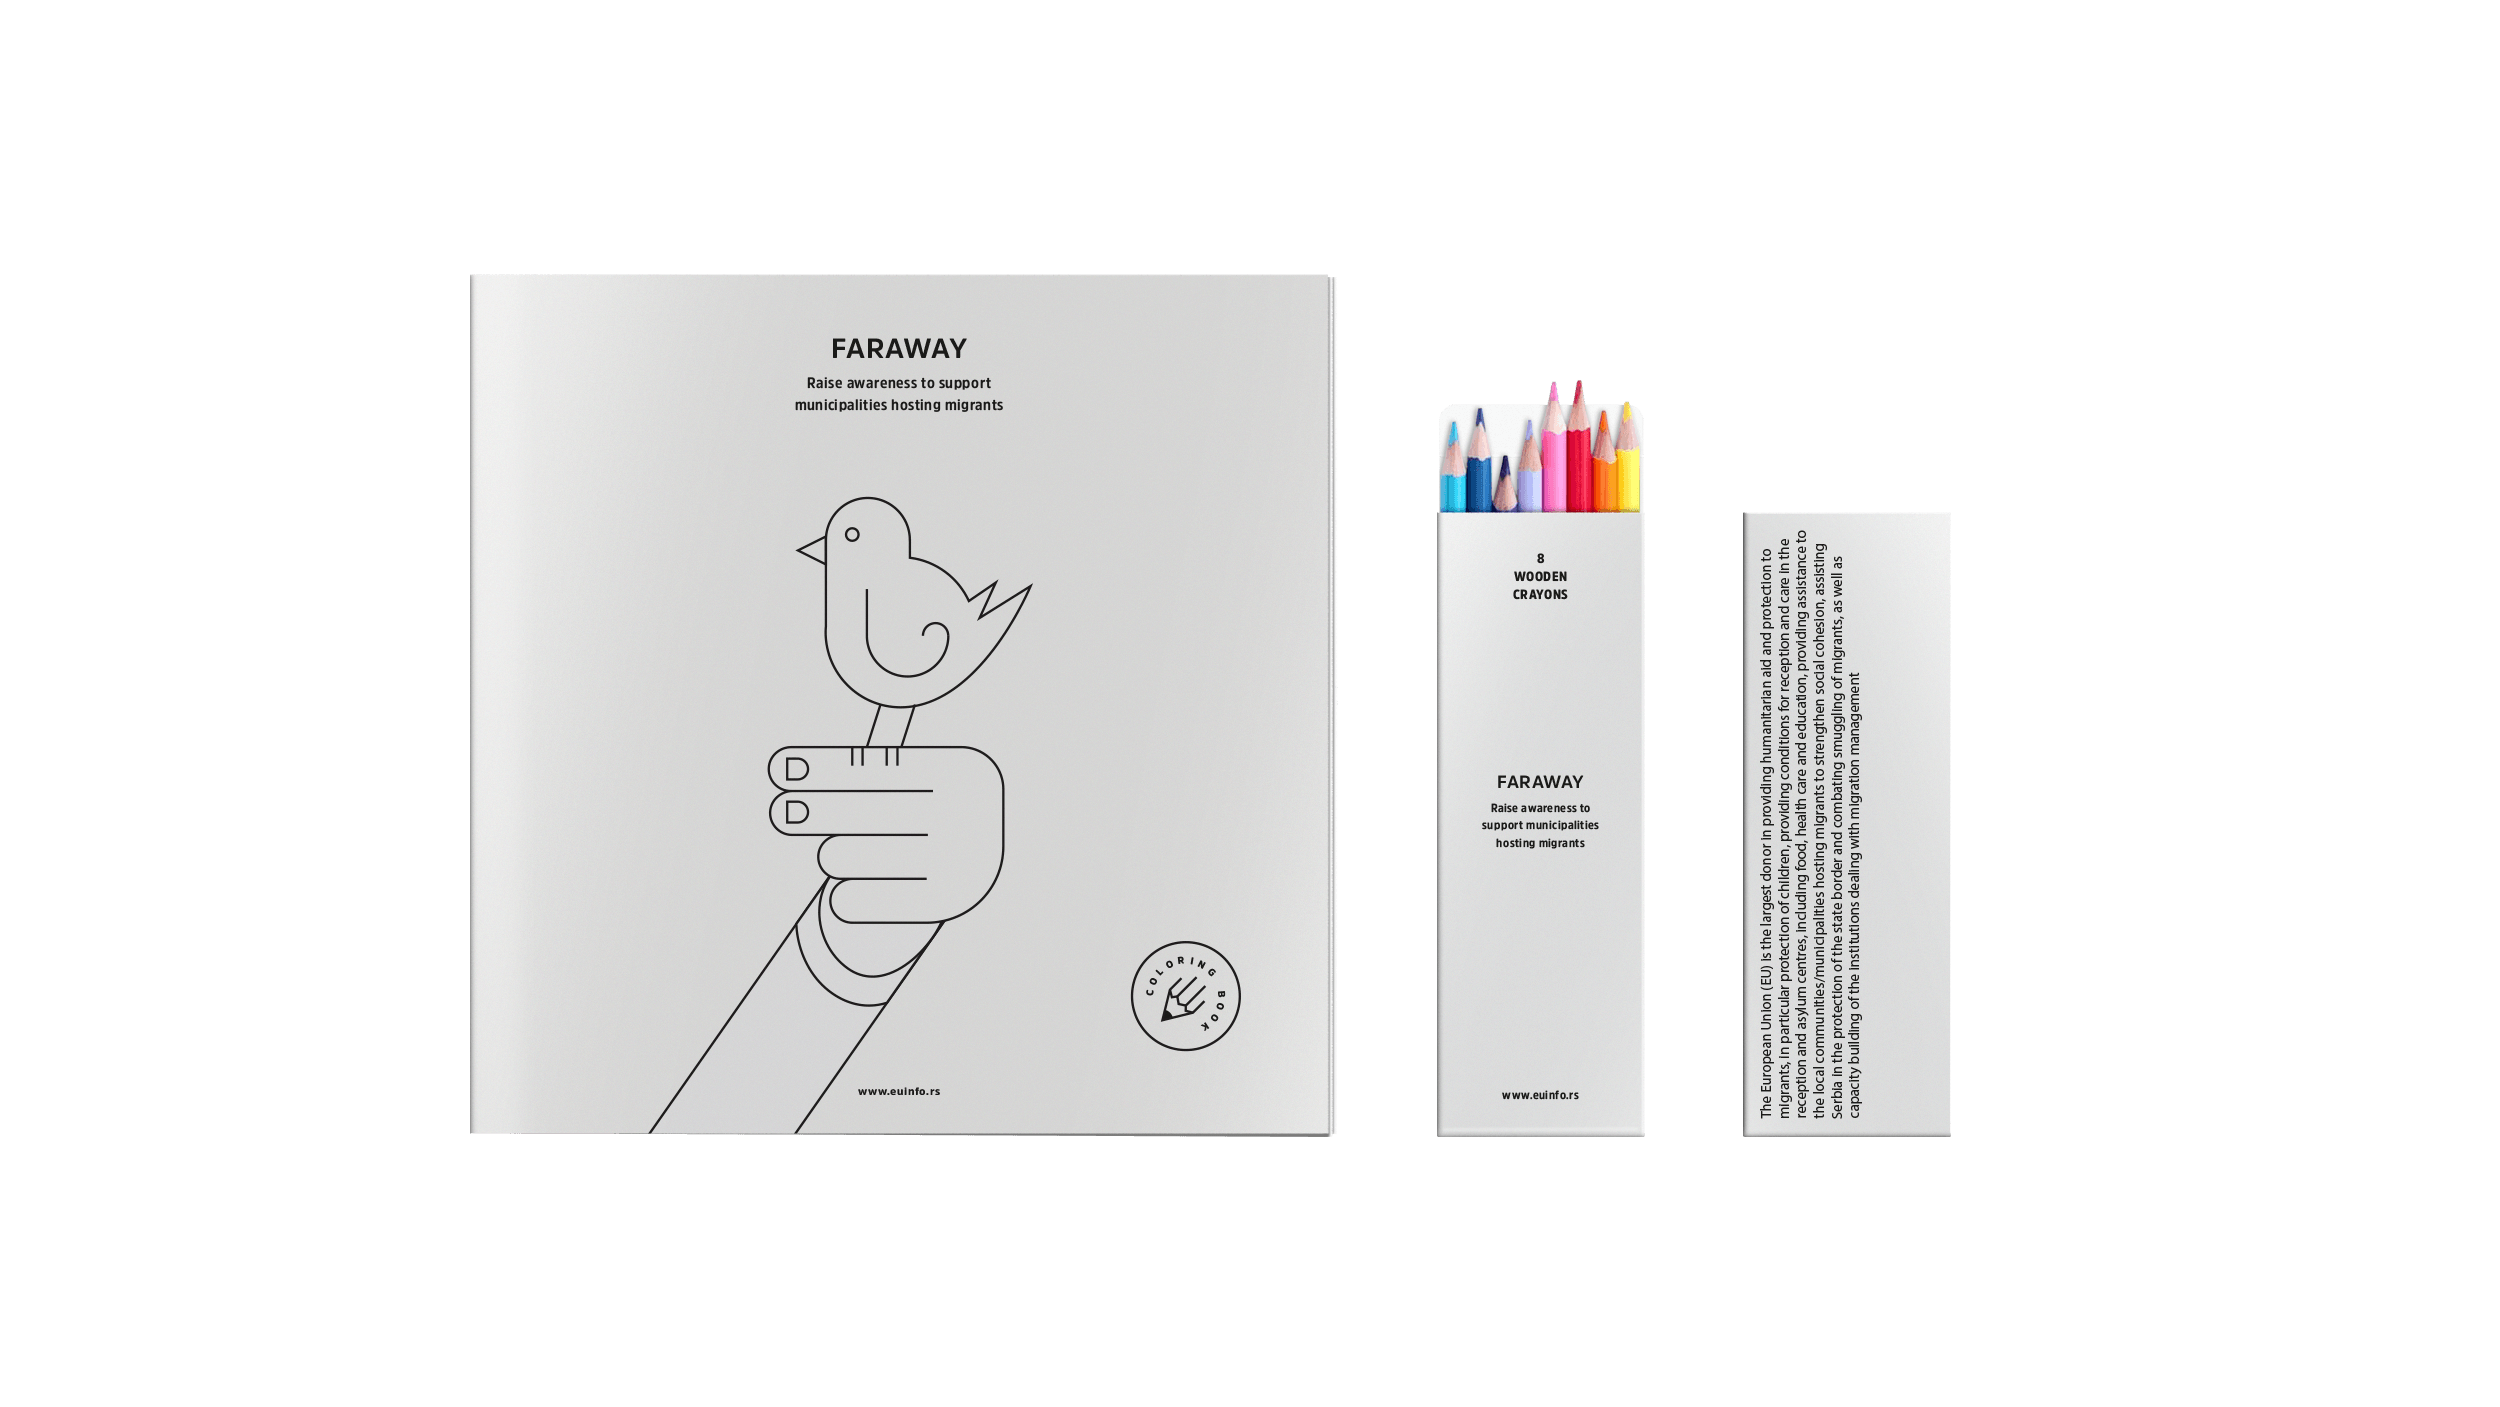 FARAWAY
Raise awareness to support
municipalities hosting migrants
COLORING BOOK
www.euinfo.rs
8
WOODEN
CRAYONS
FARAWAY
Raise awareness to
support municipalities
hosting migrants
www.euinfo.rs
The European Union (EU) is the largest donor in providing humanitarian aid and protection to
migrants, in particular protection of children, providing conditions for reception and care in the
reception and asylum centres, including food, health care and education, providing assistance to
the local communities/municipalities hosting migrants to strengthen social cohesion, assisting
Serbia in the protection of the state border and combating smuggling of migrants, as well as
capacity building of the institutions dealing with migration management